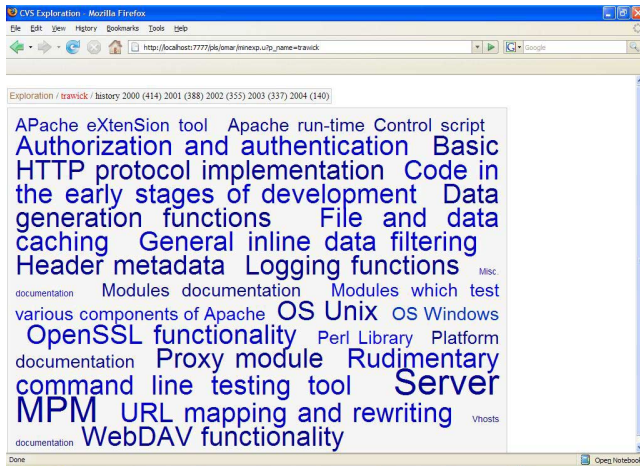 CVS Exploration - Mozilla Firefox
File Edit View History Bookmarks Tools Help
http://localhost:7777/pls/omar/minexp.u?p_name=trawick
Google
Exploration / trawick / history 2000 (414) 2001 (388) 2002 (355) 2003 (337) 2004 (140)
APache eXtenSion tool Apache run-time Control script
Authorization and authentication Basic
HTTP protocol implementation Code in
the early stages of development Data
generation functions File and data
caching General inline data filtering
Header metadata Logging functions Misc.
documentation Modules documentation Modules which test
various components of Apache OS Unix OS Windows
OpenSSL functionality Perl Library Platform
documentation Proxy module Rudimentary
command line testing tool Server
MPM URL mapping and rewriting Vhosts
documentation WebDAV functionality
Done
Open Notebook